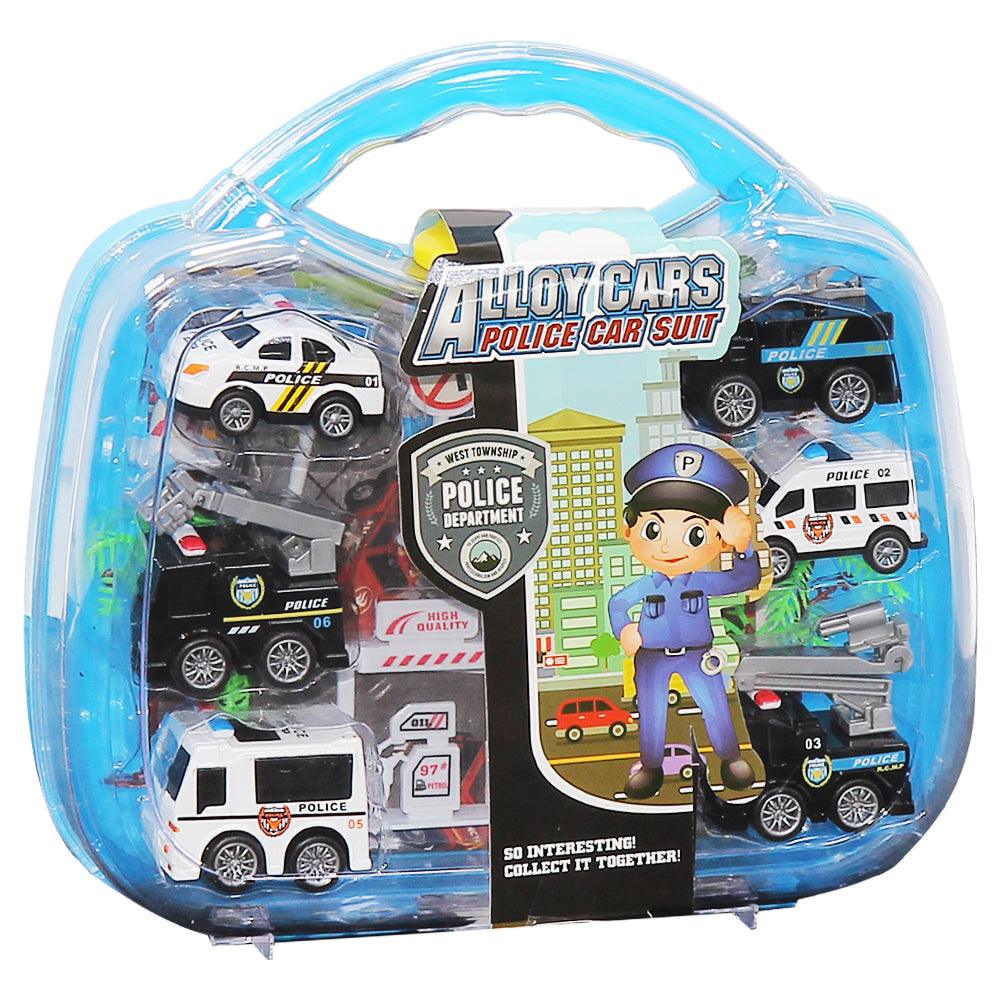 ALLOY CARS
POLICE CAR SUIT
R.C.M.P
POLICE
01
POLICE
WEST TOWNSHIP
POLICE
DEPARTMENT
P
POLICE 02
POLICE
06
HIGH
QUALITY
OIL
97#
PETROL
03
POLICE
R.C.M.P
POLICE
05
SO INTERESTING!
COLLECT IT TOGETHER!